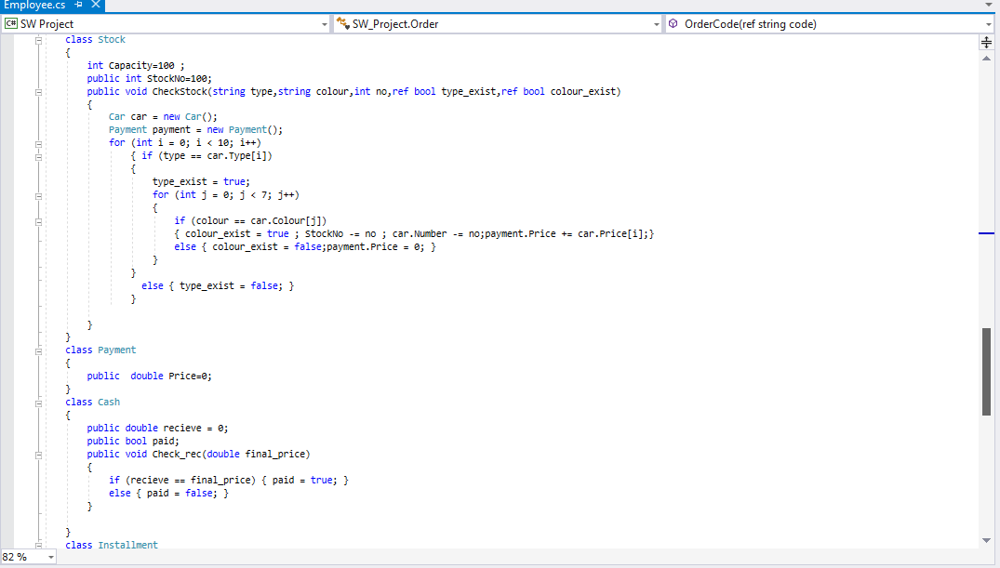 Employee.cs
C# SW Project SW_Project.Order OrderCode(ref string code)
class Stock
{
int Capacity=100 ;
public int StockNo=100;
public void CheckStock(string type,string colour,int no,ref bool type_exist,ref bool colour_exist)
{
Car car = new Car();
Payment payment = new Payment();
for (int i = 0; i < 10; i++)
{ if (type == car.Type[i])
{
type_exist = true;
for (int j = 0; j < 7; j++)
{
if (colour == car.Colour[j])
{ colour_exist = true ; StockNo -= no ; car.Number -= no;payment.Price += car.Price[i];}
else { colour_exist = false;payment.Price = 0; }
}
}
else { type_exist = false; }
}
}
}
class Payment
{
public  double Price=0;
}
class Cash
{
public double recieve = 0;
public bool paid;
public void Check_rec(double final_price)
{
if (recieve == final_price) { paid = true; }
else { paid = false; }
}
}
class Installment
82 %